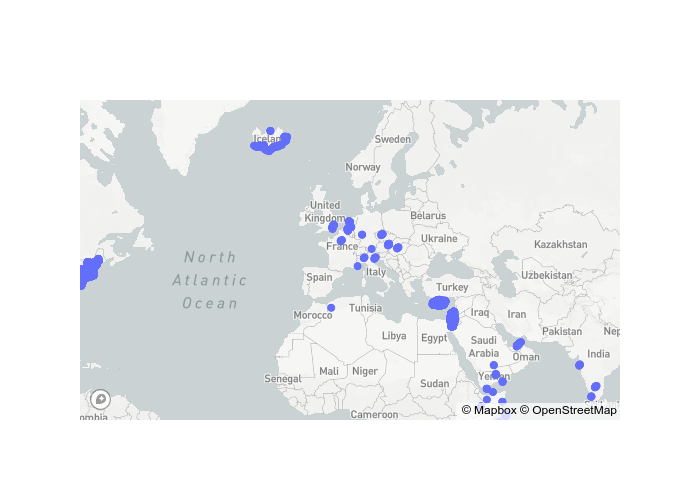 Iceland
Sweden
Norway
United
Kingdom
Belarus
Ukraine
Kazakhstan
France
North
Atlantic
Ocean
Italy
Spain
Uzbekistan
Turkey
Morocco
Tunisia
Iraq
Iran
Pakistan
Nep
Libya
Egypt
Saudi
Arabia
Oman
India
Senegal
Mali
Niger
Sudan
Yemen
Cameroon
ombia
© Mapbox © OpenStreetMap